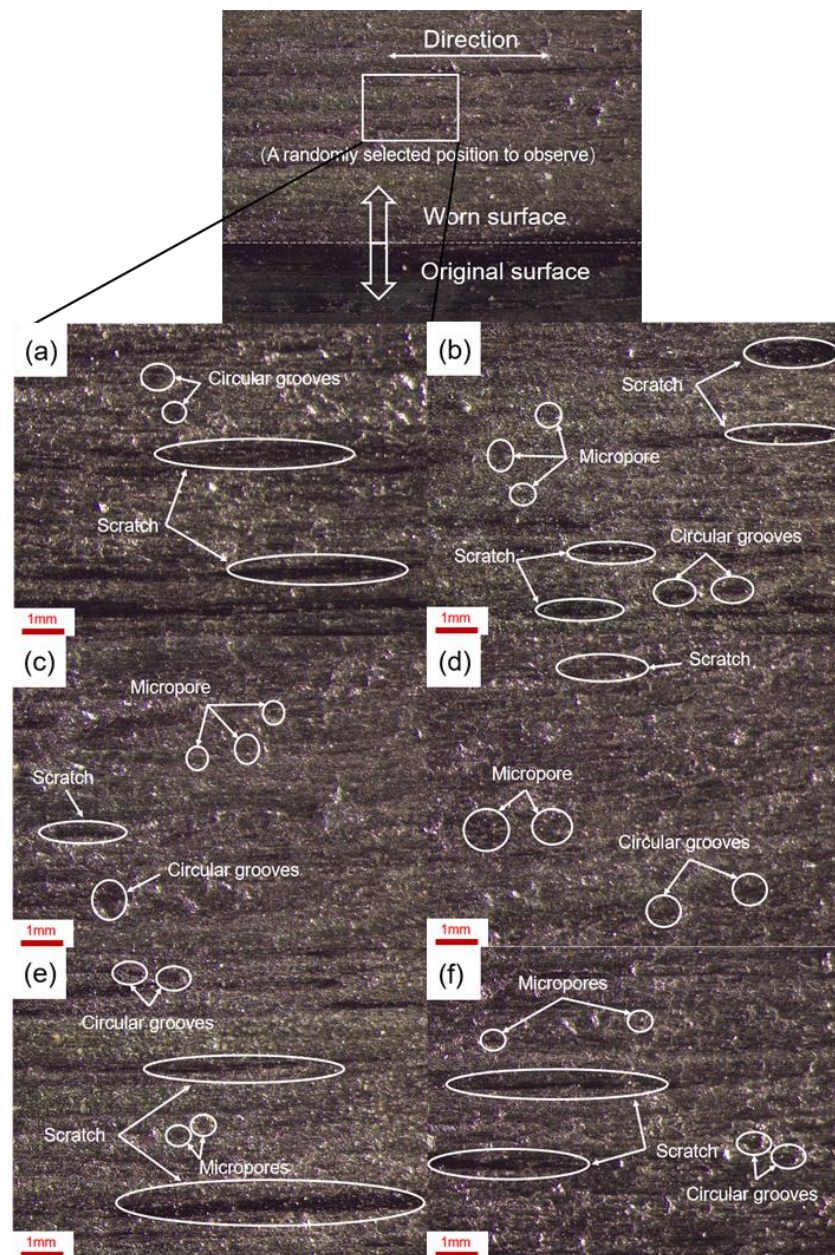 Direction
(A randomly selected position to observe)
Worn surface
Original surface
(a)
Circular grooves
Scratch
1mm
(b)
Scratch
Micropore
Scratch
Circular grooves
1mm
(c)
Micropore
Scratch
Circular grooves
1mm
(d)
Scratch
Micropore
Circular grooves
1mm
(e)
Circular grooves
Scratch
Micropores
1mm
(f)
Micropores
Scratch
Circular grooves
1mm